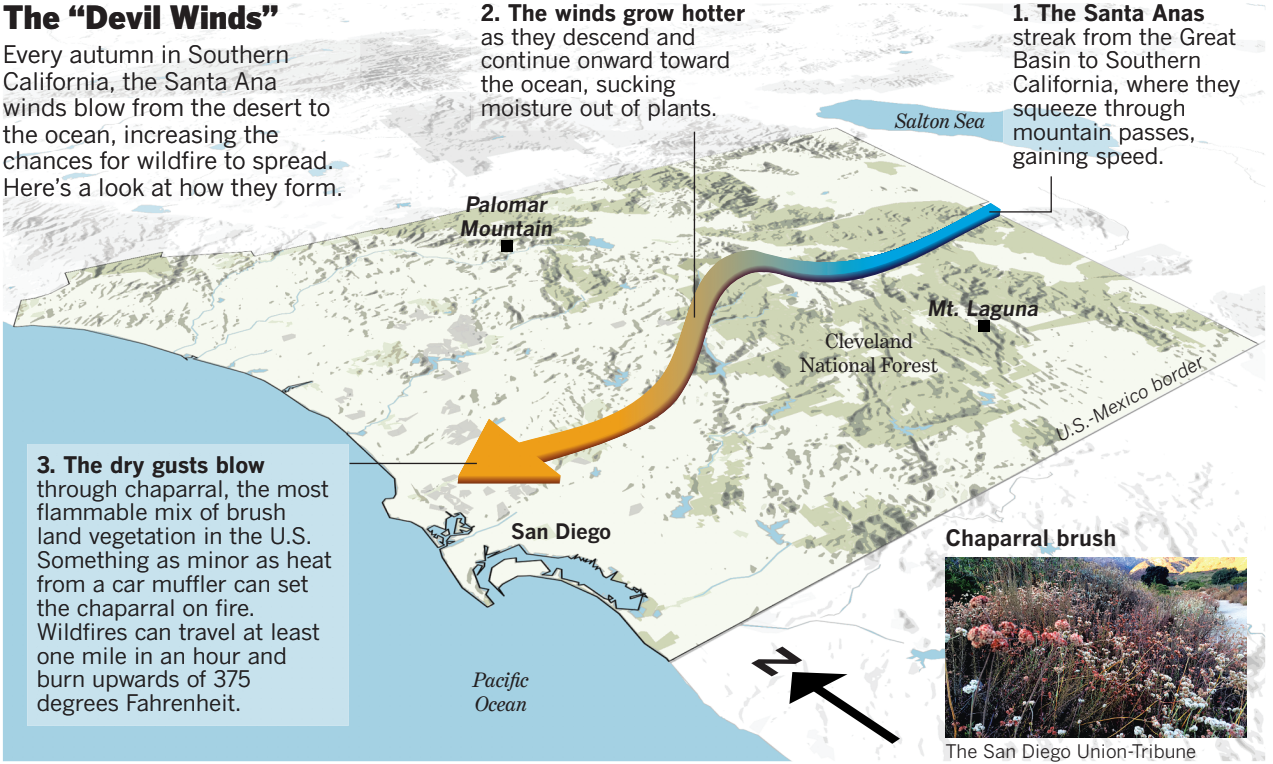 The “Devil Winds”
Every autumn in Southern
California, the Santa Ana
winds blow from the desert to
the ocean, increasing the
chances for wildfire to spread.
Here’s a look at how they form.
2. The winds grow hotter
as they descend and
continue onward toward
the ocean, sucking
moisture out of plants.
1. The Santa Anas
streak from the Great
Basin to Southern
California, where they
squeeze through
mountain passes,
gaining speed.
Salton Sea
Palomar
Mountain
Mt. Laguna
Cleveland
National Forest
U.S.-Mexico border
3. The dry gusts blow
through chaparral, the most
flammable mix of brush
land vegetation in the U.S.
Something as minor as heat
from a car muffler can set
the chaparral on fire.
Wildfires can travel at least
one mile in an hour and
burn upwards of 375
degrees Fahrenheit.
San Diego
Pacific
Ocean
N
Chaparral brush
The San Diego Union-Tribune